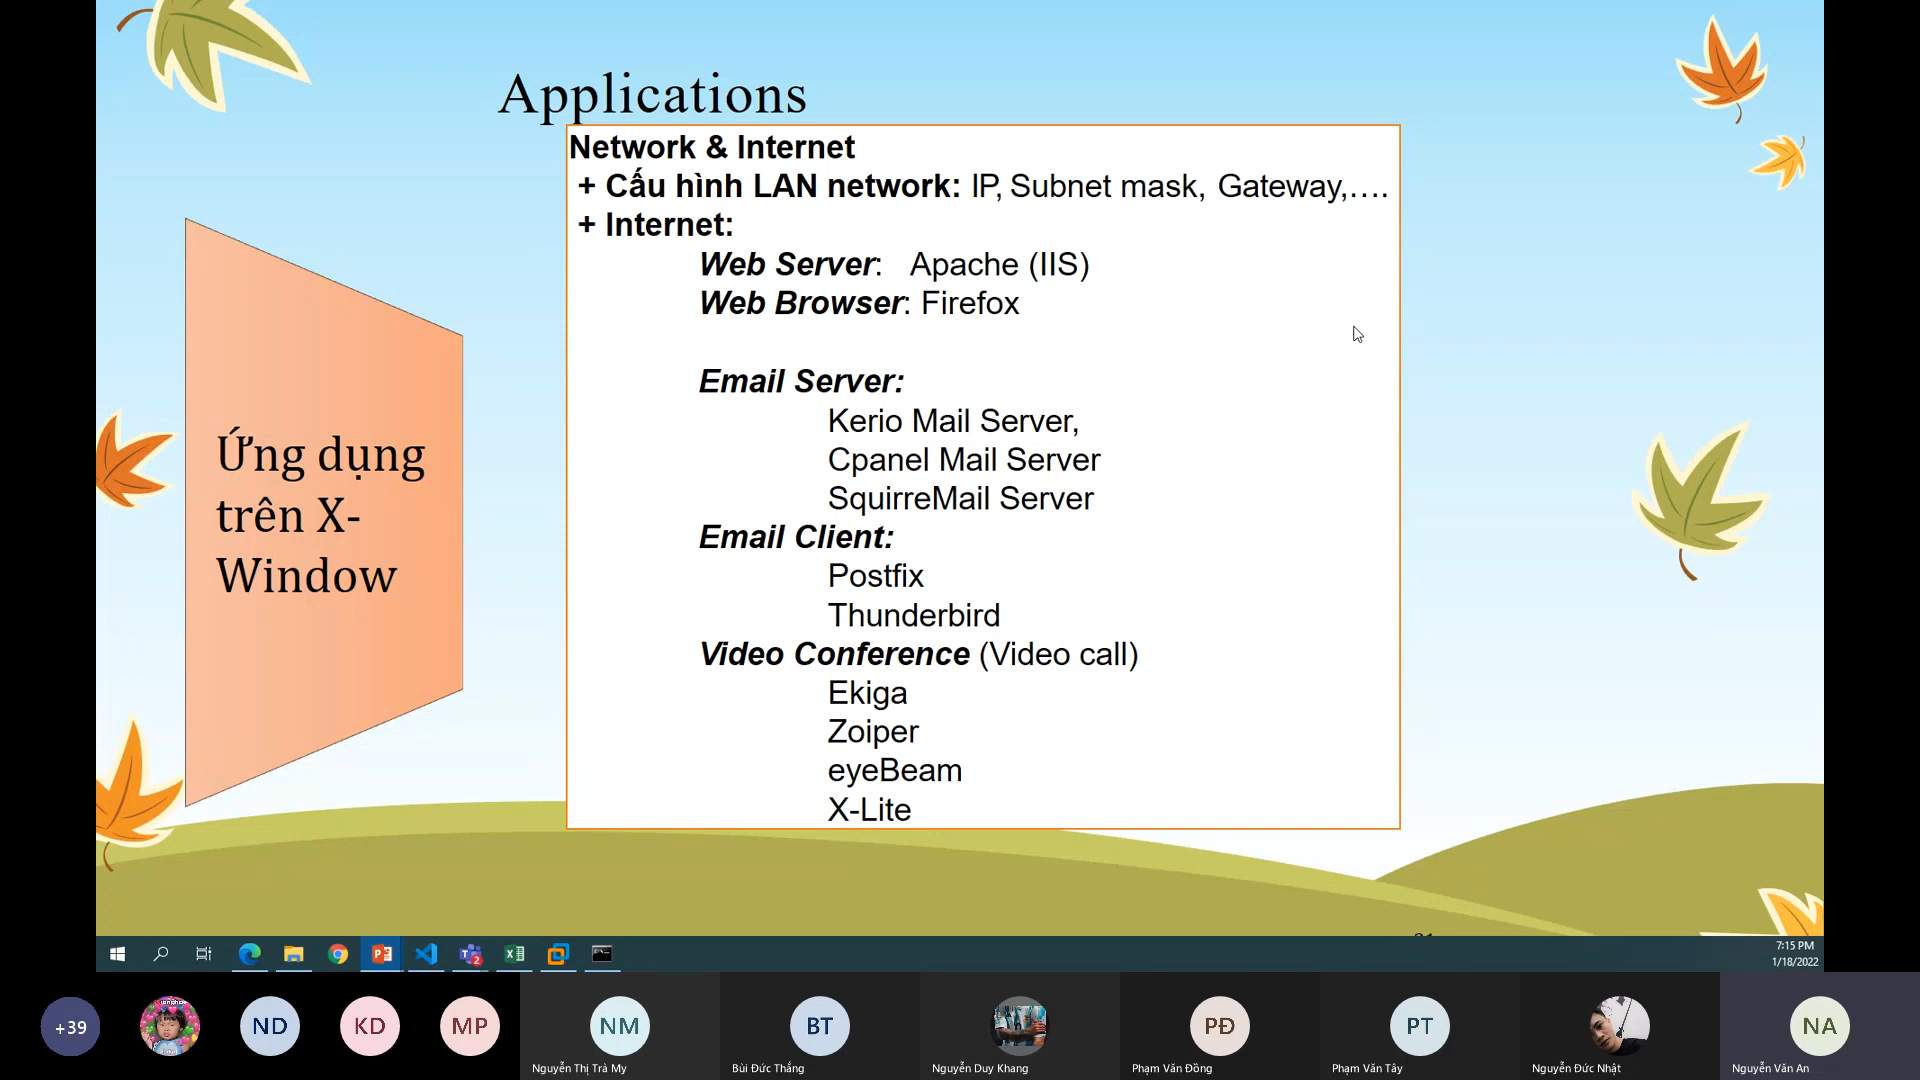 Applications
Network & Internet
+ Cấu hình LAN network: IP, Subnet mask, Gateway,….
+ Internet:
Web Server: Apache (IIS)
Web Browser: Firefox
Email Server:
Kerio Mail Server,
Cpanel Mail Server
SquirreMail Server
Email Client:
Postfix
Thunderbird
Video Conference (Video call)
Ekiga
Zoiper
eyeBeam
X-Lite
Ứng dụng
trên X-
Window
7:15 PM
1/18/2022
2
+39
ND
KD
MP
NM
BT
PĐ
PT
NA
Nguyễn Thị Trà My
Bùi Đức Thắng
Nguyễn Duy Khang
Phạm Văn Đồng
Phạm Văn Tây
Nguyễn Đức Nhật
Nguyễn Văn An